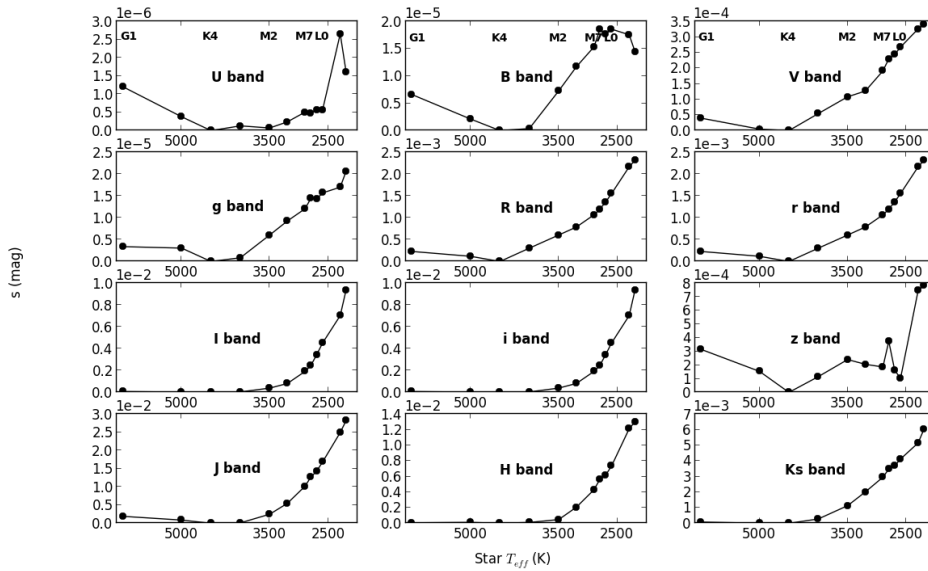 1e−6 1e−5 1e−4
3.0 G1 K4 M2 M7 L0 2.0 G1 K4 M2 M7 L0 3.5 G1 K4 M2 M7 L0
2.5 1.5 3.0
2.0 U band B band 2.5 V band
1.5 1.0 2.0
1.0 0.5 1.5
0.5 0.0 1.0
0.0 0.5
0.0
5000 3500 2500 5000 3500 2500 5000 3500 2500
1e−5 1e−3 1e−3
2.5 2.5 2.5
2.0 2.0 2.0
1.5 g band 1.5 R band 1.5 r band
1.0 1.0 1.0
0.5 0.5 0.5
0.0 0.0 0.0
5000 3500 2500 5000 3500 2500 5000 3500 2500
s (mag)
1e−2 1e−2 1e−4
1.0 1.0 8
0.8 0.8 7
0.6 0.6 6
0.4 I band 0.4 i band 5
0.2 0.2 4 z band
0.0 0.0 3
2
1
0
5000 3500 2500 5000 3500 2500 5000 3500 2500
1e−2 1e−2 1e−3
3.0 1.4 7
2.5 1.2 6
2.0 1.0 5
1.5 J band 0.8 H band 4 Ks band
1.0 0.6 3
0.5 0.4 2
0.0 0.2 1
0.0 0
5000 3500 2500 5000 3500 2500 5000 3500 2500
Star T_eff (K)